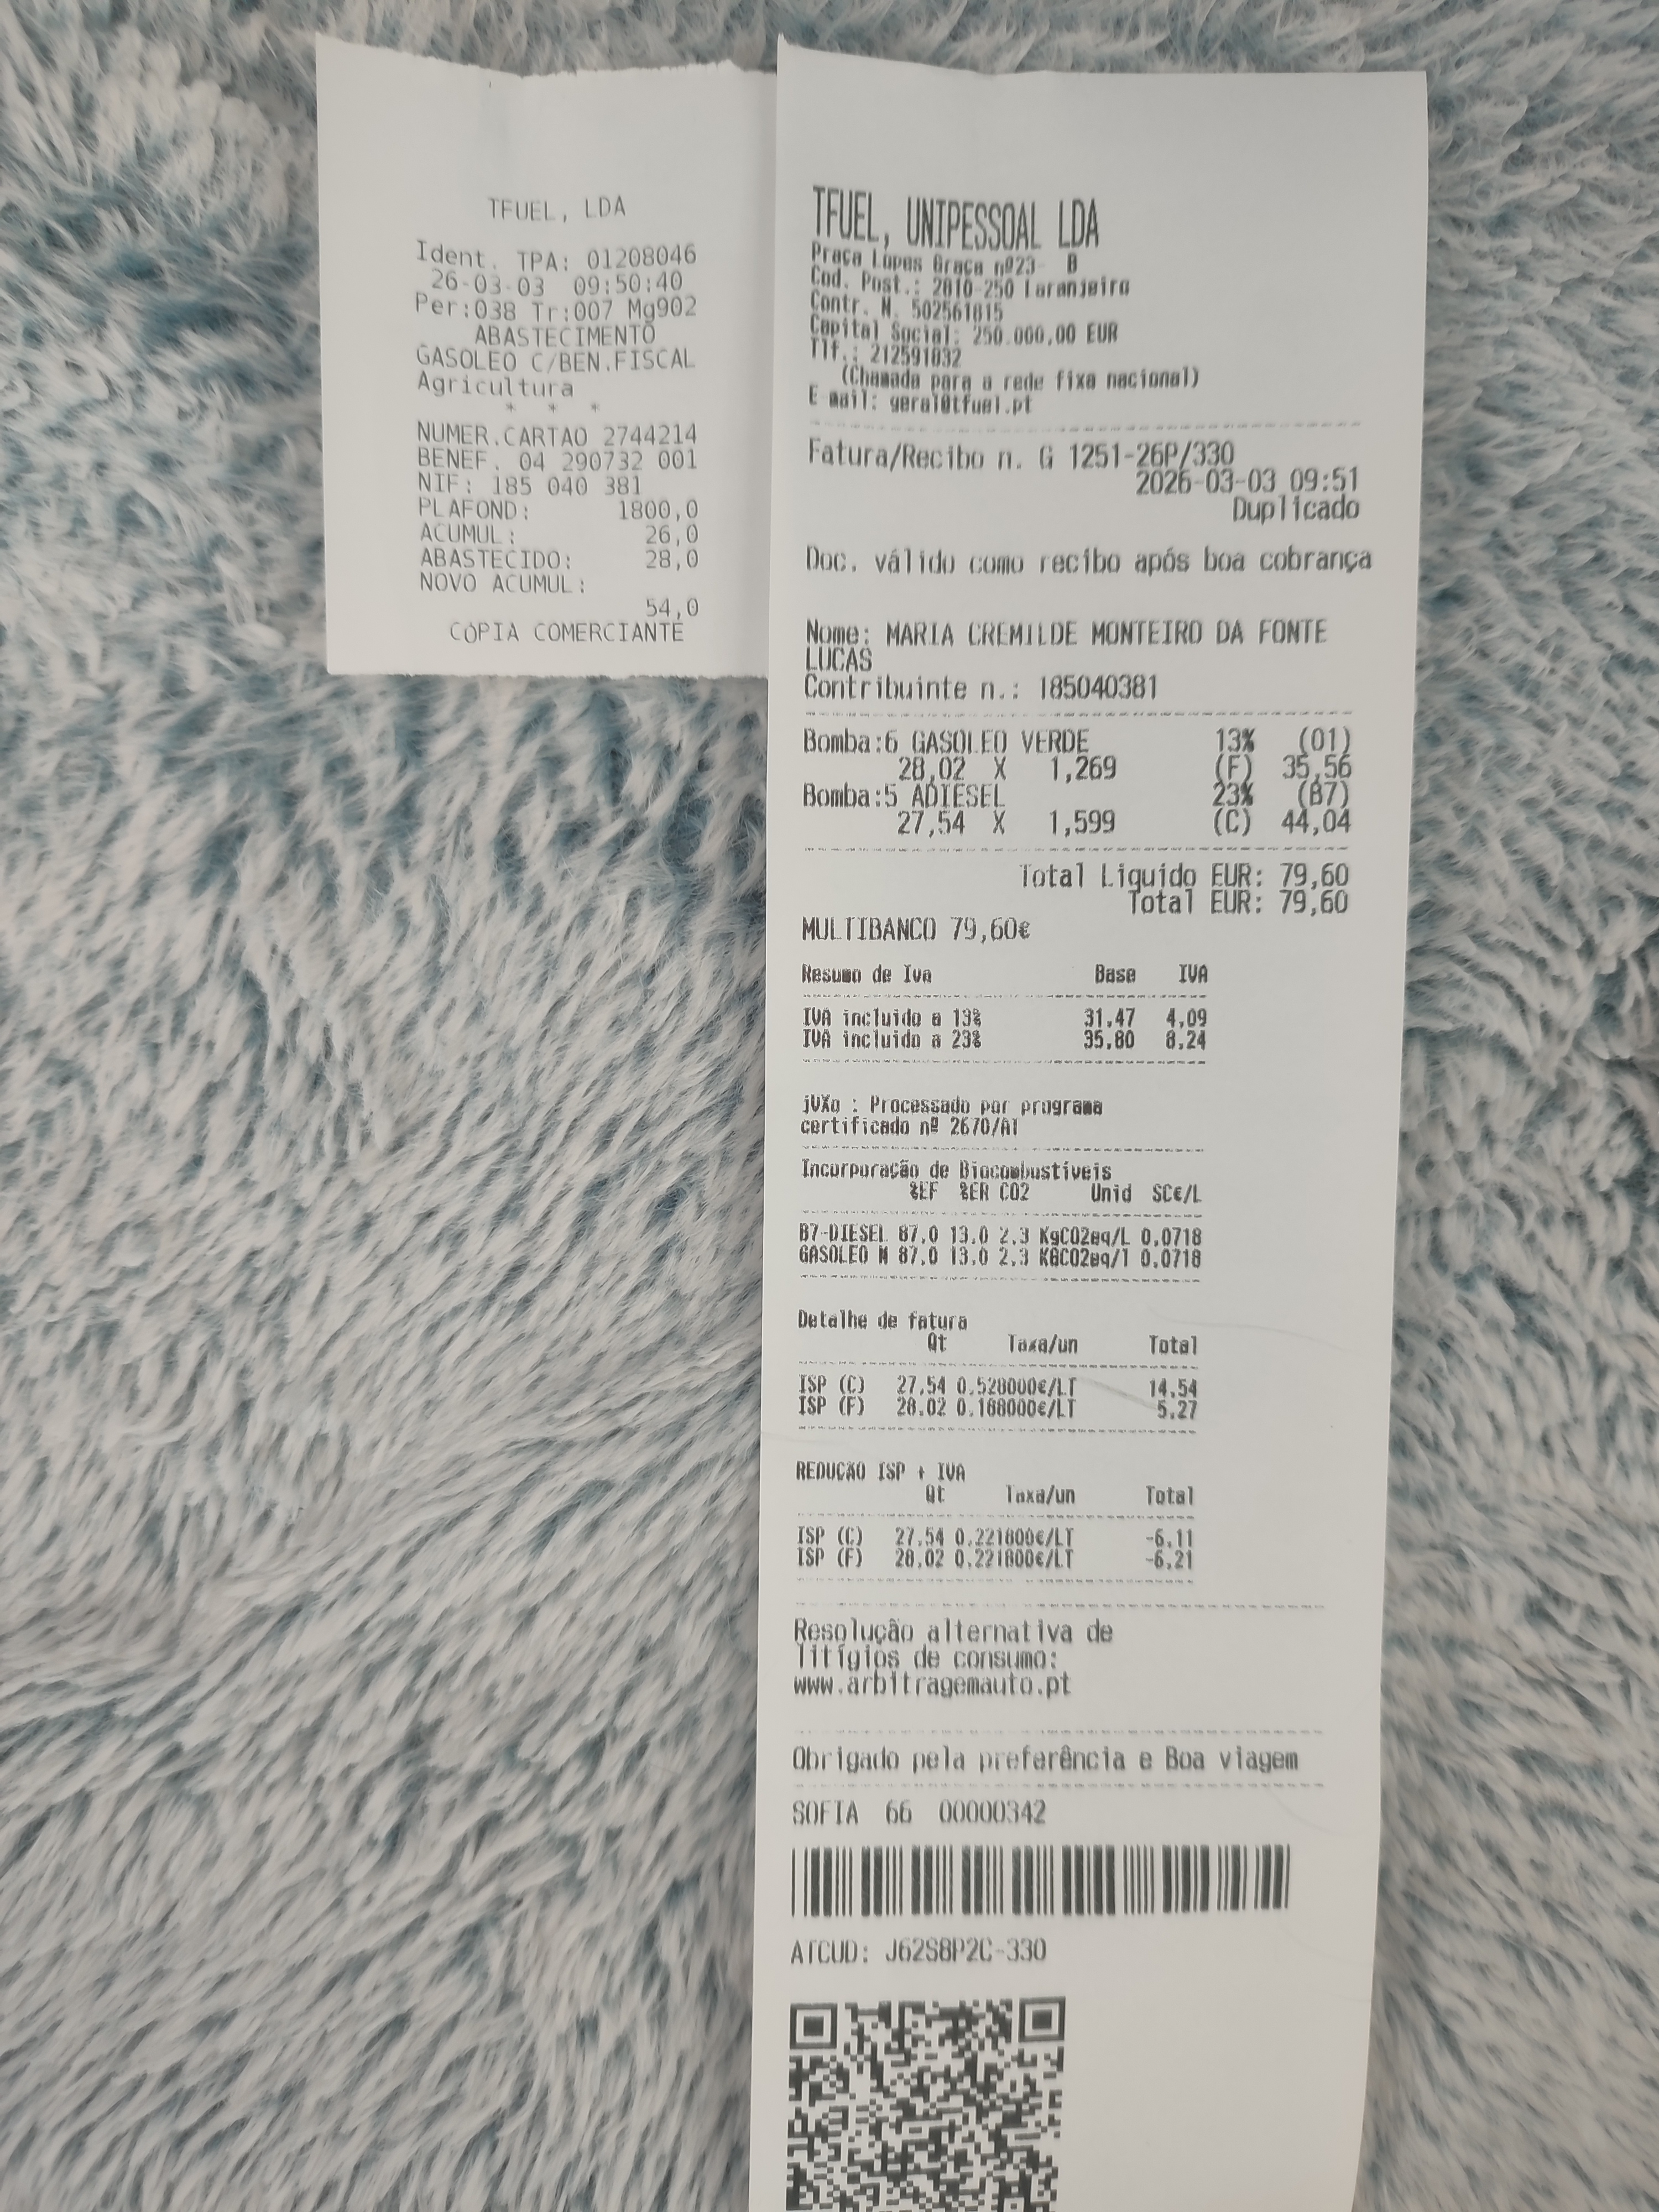 TFUEL, LDA
Ident. TPA: 01208046
26-03-03 09:50:40
Per:038 Tr:007 Mg902
ABASTECIMENTO
GASOLEO C/BEN.FISCAL
Agricultura
* * *
NUMER.CARTAO 2744214
BENEF. 04 290732 001
NIF: 185 040 381
PLAFOND: 1800,0
ACUMUL: 26,0
ABASTECIDO: 28,0
NOVO ACUMUL:
54,0
CÓPIA COMERCIANTE
TFUEL, UNIPESSOAL LDA
Praça Lopes Graça nº23- B
Cod. Post.: 2810-250 Laranjeiro
Contr. N. 502561815
Capital Social: 250.000,00 EUR
Tlf.: 212591832
(Chamada para a rede fixa nacional)
E-mail: geral@tfuel.pt
Fatura/Recibo n. G 1251-26P/330
2026-03-03 09:51
Duplicado
Doc. válido como recibo após boa cobrança
Nome: MARIA CREMILDE MONTEIRO DA FONTE
LUCAS
Contribuinte n.: 185040381
Bomba:6 GASOLEO VERDE 13% (01)
28,02 X 1,269 (F) 35,56
Bomba:5 ADIESEL 23% (B7)
27,54 X 1,599 (C) 44,04
Total Liquido EUR: 79,60
Total EUR: 79,60
MULTIBANCO 79,60€
Resumo de Iva Base IVA
IVA incluido a 13% 31,47 4,09
IVA incluido a 23% 35,80 8,24
jVXo : Processado por programa
certificado nº 2670/AT
Incorporação de Biocombustíveis
%EF %ER CO2 Unid SC€/L
B7-DIESEL 87,0 13.0 2,3 KgCO2eq/L 0,0718
GASOLEO M 87,0 13.0 2,3 KGCO2eq/l 0.0718
Detalhe de fatura
Qt Taxa/un Total
ISP (C) 27,54 0.528000€/LT 14,54
ISP (F) 28.02 0.188000€/LT 5,27
REDUCAO ISP + IVA
Qt Taxa/un Total
ISP (C) 27,54 0.221800€/LT -6,11
ISP (F) 28,02 0.221800€/LT -6,21
Resolução alternativa de
litígios de consumo:
www.arbitragemauto.pt
Obrigado pela preferência e Boa viagem
SOFIA 66 00000342
ATCUD: J62S8P2C-330